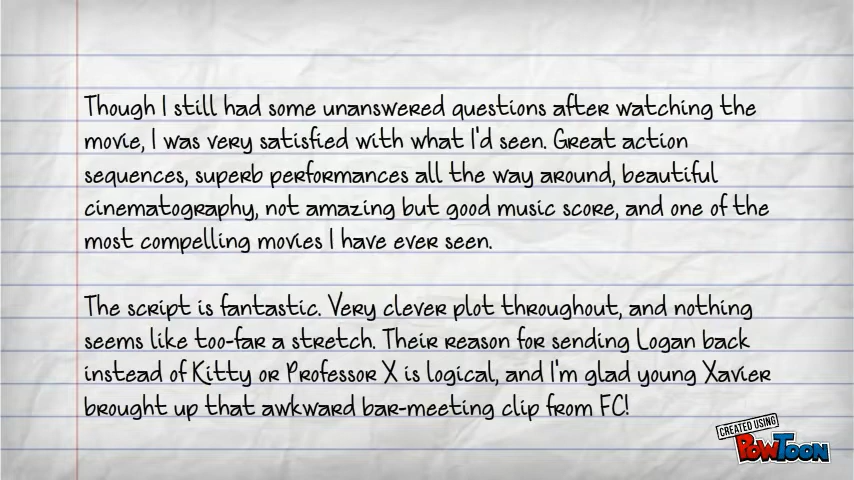 Though I still had some unanswered questions after watching the
movie, I was very satisfied with what I'd seen. Great action
sequences, superb performances all the way around, beautiful
cinematography, not amazing but good music score, and one of the
most compelling movies I have ever seen.
The script is fantastic. Very clever plot throughout, and nothing
seems like too-far a stretch. Their reason for sending Logan back
instead of Kitty or Professor X is logical, and I'm glad young Xavier
brought up that awkward bar-meeting clip from FC!
CREATED USING
POWTOON